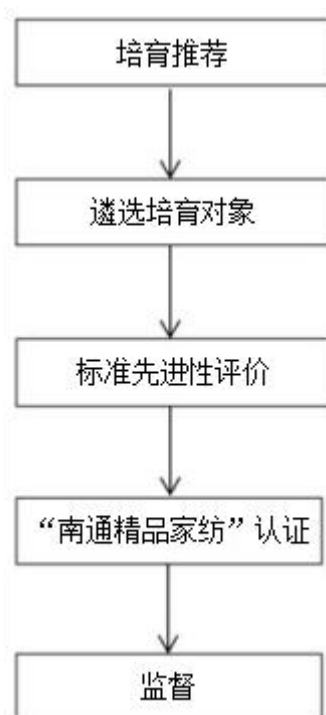 培育推荐
遴选培育对象
标准先进性评价
“南通精品家纺”认证
监督